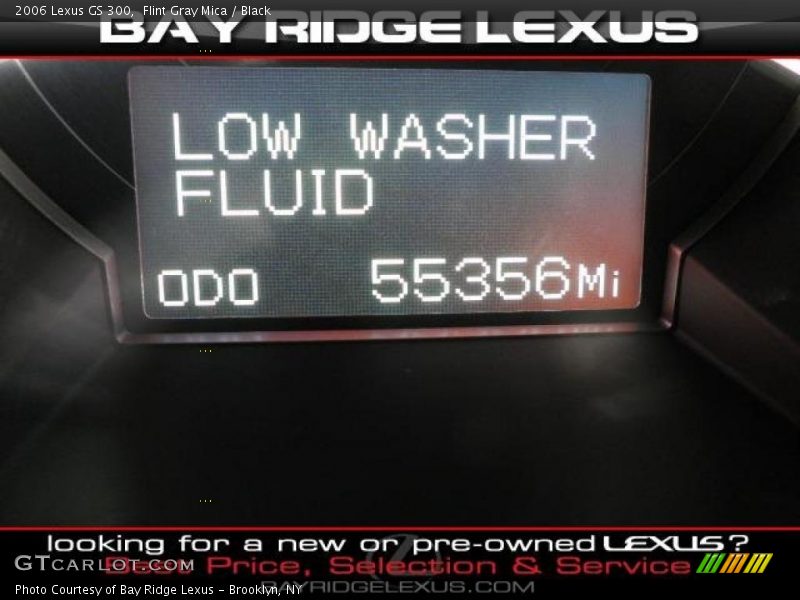 2006 Lexus GS 300, Flint Gray Mica / Black
BAY RIDGE LEXUS
LOW WASHER
FLUID
ODO 55356Mi
looking for a new or pre-owned LEXUS?
Best Price, Selection & Service
GTCARLOT.COM
BAYRIDGELEXUS.COM
Photo Courtesy of Bay Ridge Lexus – Brooklyn, NY